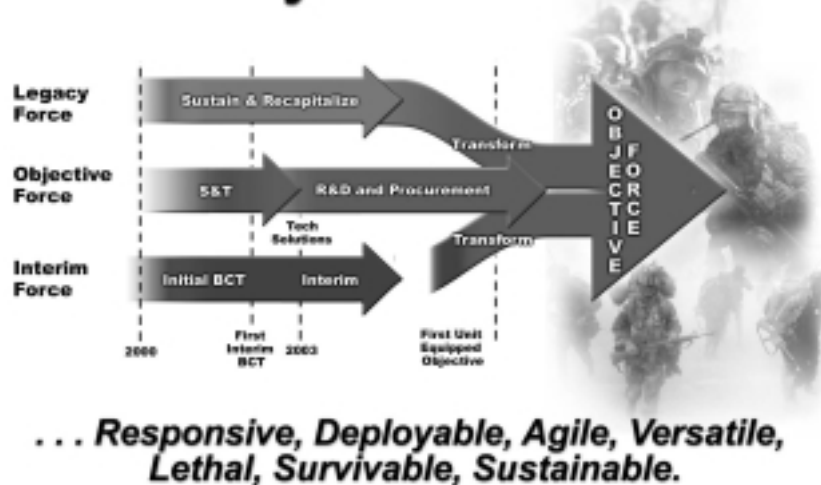 Legacy
Force
Sustain & Recapitalize
Transform
Objective
Force
S&T
R&D and Procurement
Tech
Solutions
Transform
Interim
Force
Initial BCT
Interim
OBJECTIVE
FORCE
2000
First
Interim
BCT
2003
First Unit
Equipped
Objective
. . . Responsive, Deployable, Agile, Versatile,
Lethal, Survivable, Sustainable.